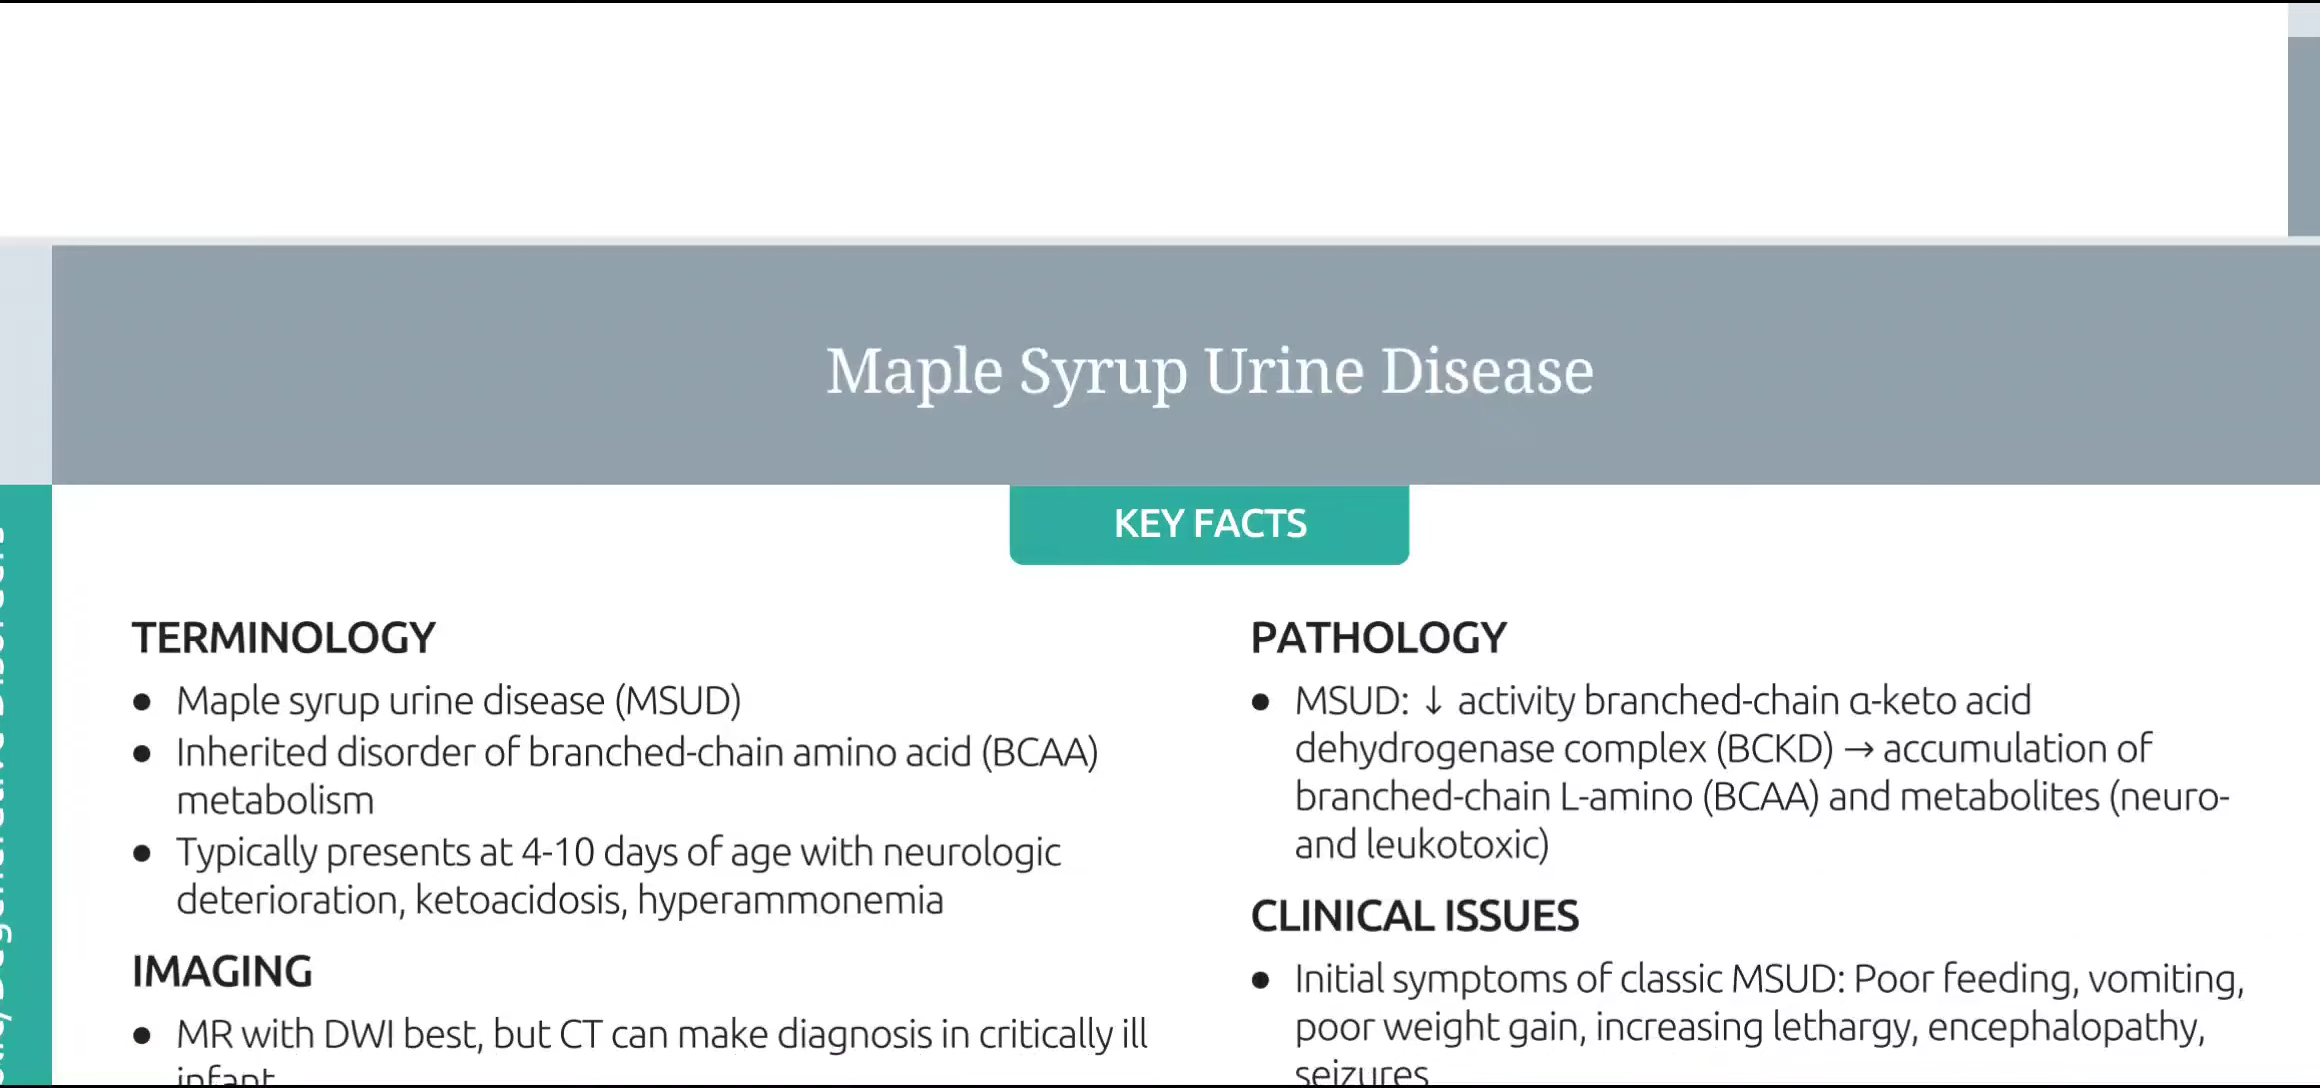 Maple Syrup Urine Disease
KEY FACTS
TERMINOLOGY
● Maple syrup urine disease (MSUD)
● Inherited disorder of branched-chain amino acid (BCAA)
metabolism
● Typically presents at 4-10 days of age with neurologic
deterioration, ketoacidosis, hyperammonemia
IMAGING
● MR with DWI best, but CT can make diagnosis in critically ill
infant
PATHOLOGY
● MSUD: ↓ activity branched-chain α-keto acid
dehydrogenase complex (BCKD) → accumulation of
branched-chain L-amino (BCAA) and metabolites (neuro-
and leukotoxic)
CLINICAL ISSUES
● Initial symptoms of classic MSUD: Poor feeding, vomiting,
poor weight gain, increasing lethargy, encephalopathy,
seizures